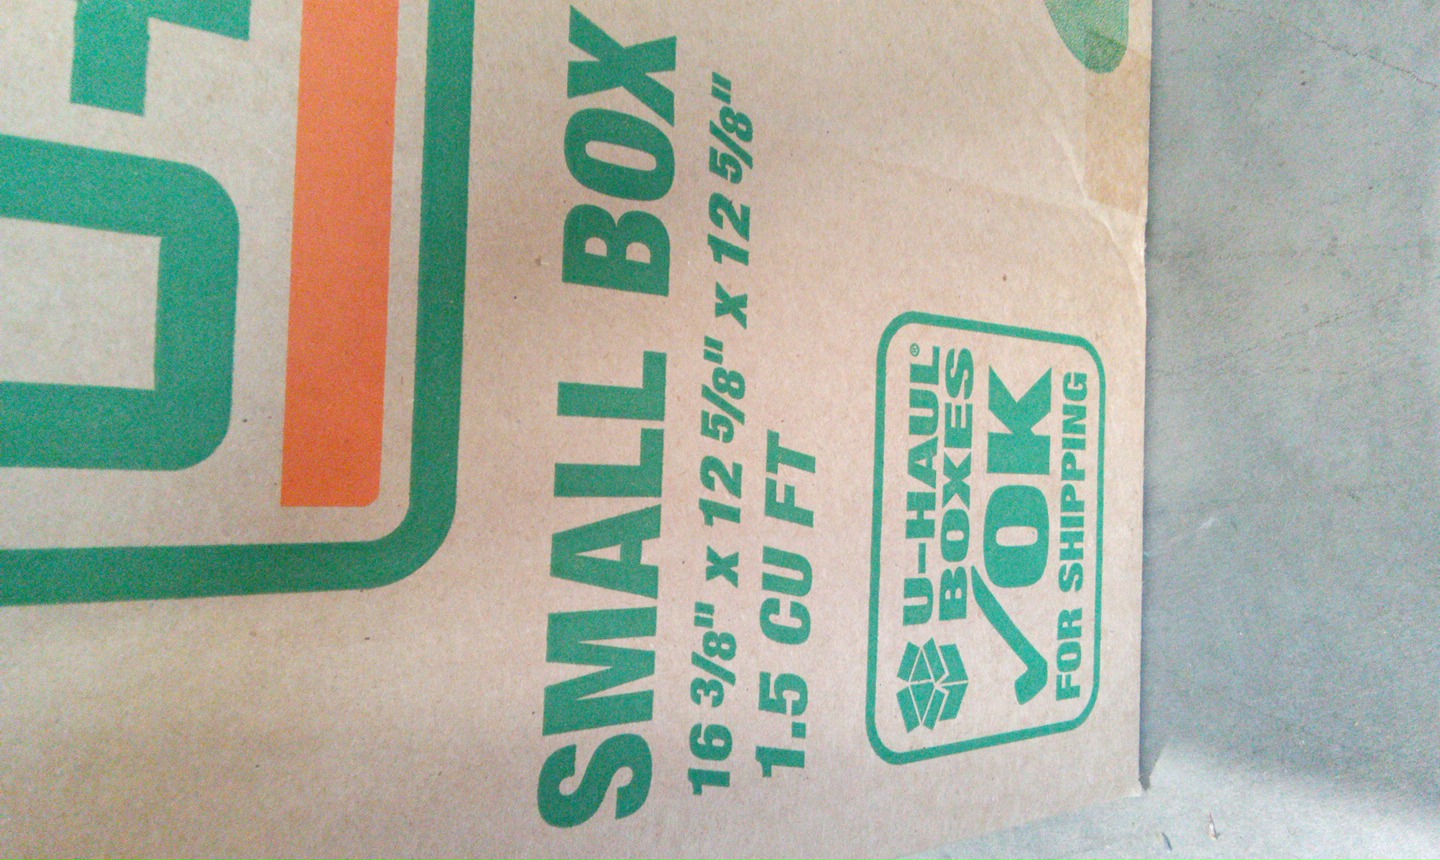 SMALL BOX
16 3/8" x 12 5/8" x 12 5/8"
1.5 CU FT
U-HAUL®
BOXES
√OK
FOR SHIPPING